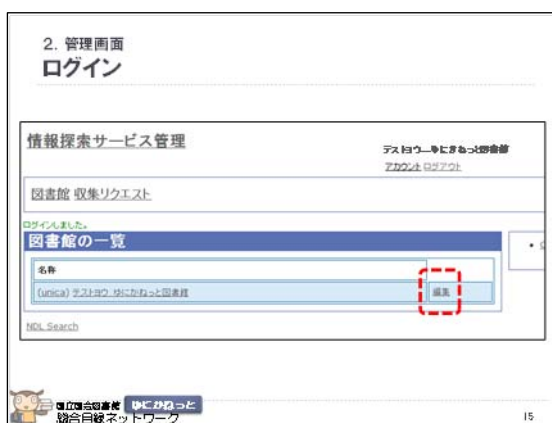 2. 管理画面
ログイン
情報探索サービス管理
テストヨウ_ゆにかねっと図書館
アカウント ログアウト
図書館 収集リクエスト
ログインしました。
図書館の一覧
名称
(unica) テストヨウ_ゆにかねっと図書館 編集
NDL Search
国立国会図書館 ゆにかねっと
総合目録ネットワーク
15